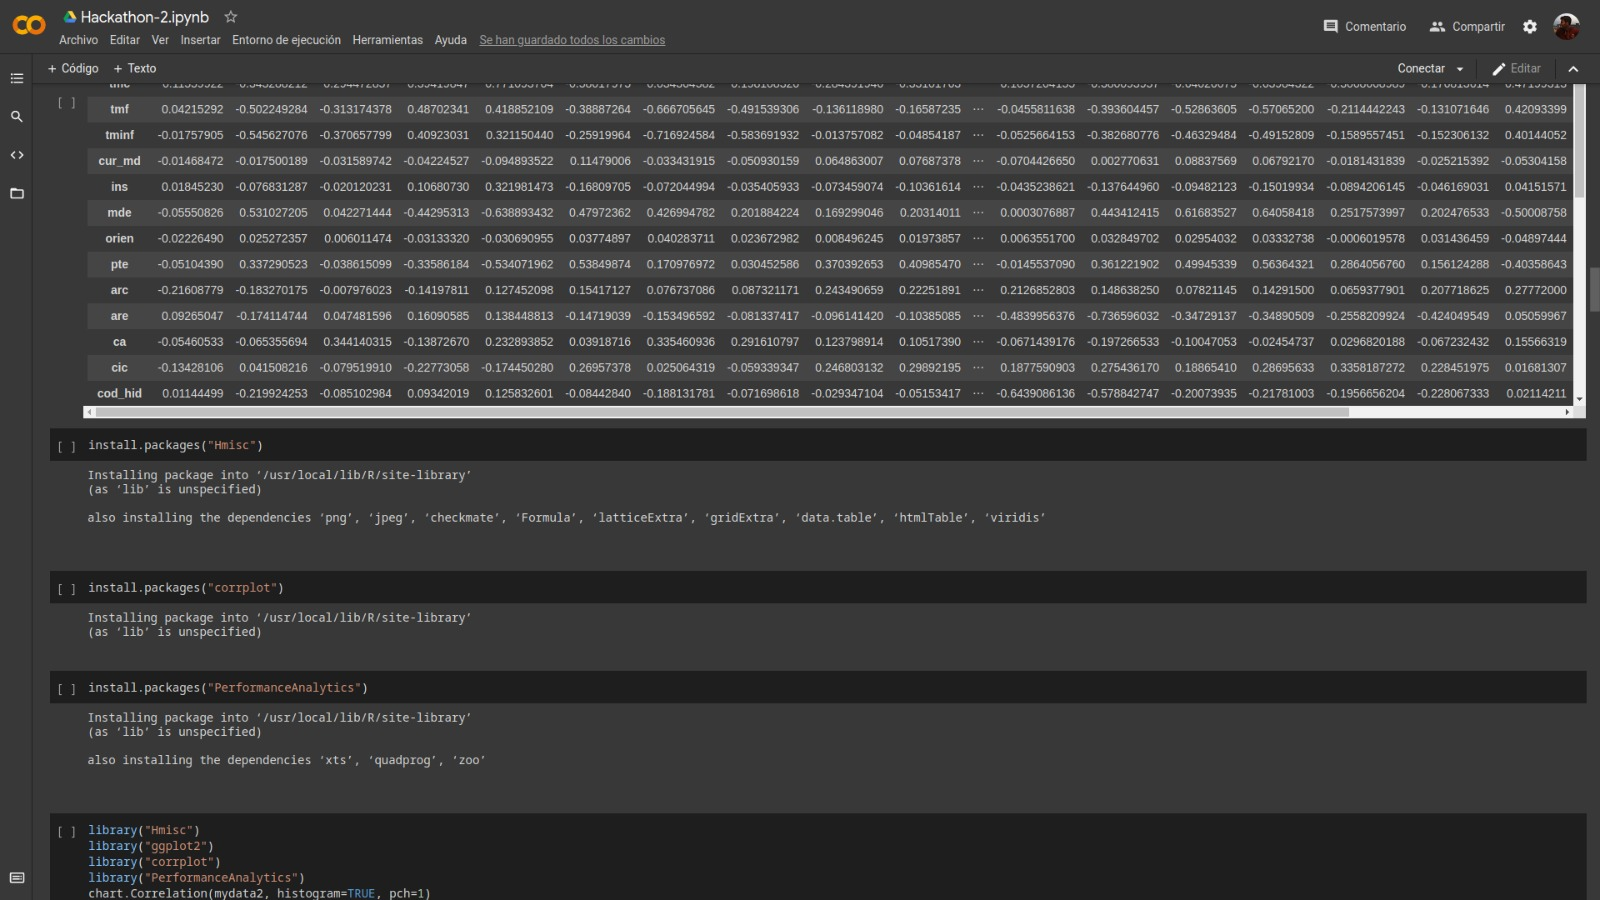 Hackathon-2.ipynb
Archivo Editar Ver Insertar Entorno de ejecución Herramientas Ayuda Se han guardado todos los cambios
Comentario Compartir
+ Código + Texto
Conectar Editar
[ ]
tmf 0.04215292 -0.502249284 -0.313174378 0.48702341 0.418852109 -0.38887264 -0.666705645 -0.491539306 -0.136118980 -0.16587235 ⋯ -0.0455811638 -0.393604457 -0.52863605 -0.57065200 -0.2114442243 -0.131071646 0.42093399
tminf -0.01757905 -0.545627076 -0.370657799 0.40923031 0.321150440 -0.25919964 -0.716924584 -0.583691932 -0.013757082 -0.04854187 ⋯ -0.0525664153 -0.382680776 -0.46329484 -0.49152809 -0.1589557451 -0.152306132 0.40144052
cur_md -0.01468472 -0.017500189 -0.031589742 -0.04224527 -0.094893522 0.11479006 -0.033431915 -0.050930159 0.064863007 0.07687378 ⋯ -0.0704426650 0.002770631 0.08837569 0.06792170 -0.0181431839 -0.025215392 -0.05304158
ins 0.01845230 -0.076831287 -0.020120231 0.10680730 0.321981473 -0.16809705 -0.072044994 -0.035405933 -0.073459074 -0.10361614 ⋯ -0.0435238621 -0.137644960 -0.09482123 -0.15019934 -0.0894206145 -0.046169031 0.04151571
mde -0.05550826 0.531027205 0.042271444 -0.44295313 -0.638893432 0.47972362 0.426994782 0.201884224 0.169299046 0.20314011 ⋯ 0.0003076887 0.443412415 0.61683527 0.64058418 0.2517573997 0.202476533 -0.50008758
orien -0.02226490 0.025272357 0.006011474 -0.03133320 -0.030690955 0.03774897 0.040283711 0.023672982 0.008496245 0.01973857 ⋯ 0.0063551700 0.032849702 0.02954032 0.03332738 -0.0006019578 0.031436459 -0.04897444
pte -0.05104390 0.337290523 -0.038615099 -0.33586184 -0.534071962 0.53849874 0.170976972 0.030452586 0.370392653 0.40985470 ⋯ -0.0145537090 0.361221902 0.49945339 0.56364321 0.2864056760 0.156124288 -0.40358643
arc -0.21608779 -0.183270175 -0.007976023 -0.14197811 0.127452098 0.15417127 0.076737086 0.087321171 0.243490659 0.22251891 ⋯ 0.2126852803 0.148638250 0.07821145 0.14291500 0.0659377901 0.207718625 0.27772000
are 0.09265047 -0.174114744 0.047481596 0.16090585 0.138448813 -0.14719039 -0.153496592 -0.081337417 -0.096141420 -0.10385085 ⋯ -0.4839956376 -0.736596032 -0.34729137 -0.34890509 -0.2558209924 -0.424049549 0.05059967
ca -0.05460533 -0.065355694 0.344140315 -0.13872670 0.232893852 0.03918716 0.335460936 0.291610797 0.123798914 0.10517390 ⋯ -0.0671439176 -0.197266533 -0.10047053 -0.02454737 0.0296820188 -0.067232432 0.15566319
cic -0.13428106 0.041508216 -0.079519910 -0.22773058 -0.174450280 0.26957378 0.025064319 -0.059339347 0.246803132 0.29892195 ⋯ 0.1877590903 0.275436170 0.18865410 0.28695633 0.3358187272 0.228451975 0.01681307
cod_hid 0.01144499 -0.219924253 -0.085102984 0.09342019 0.125832601 -0.08442840 -0.188131781 -0.071698618 -0.029347104 -0.05153417 ⋯ -0.6439086136 -0.578842747 -0.20073935 -0.21781003 -0.1956656204 -0.228067333 0.02114211
[ ] install.packages("Hmisc")
Installing package into ‘/usr/local/lib/R/site-library’
(as ‘lib’ is unspecified)
also installing the dependencies ‘png’, ‘jpeg’, ‘checkmate’, ‘Formula’, ‘latticeExtra’, ‘gridExtra’, ‘data.table’, ‘htmlTable’, ‘viridis’
[ ] install.packages("corrplot")
Installing package into ‘/usr/local/lib/R/site-library’
(as ‘lib’ is unspecified)
[ ] install.packages("PerformanceAnalytics")
Installing package into ‘/usr/local/lib/R/site-library’
(as ‘lib’ is unspecified)
also installing the dependencies ‘xts’, ‘quadprog’, ‘zoo’
[ ] library("Hmisc")
library("ggplot2")
library("corrplot")
library("PerformanceAnalytics")
chart.Correlation(mydata2, histogram=TRUE, pch=1)